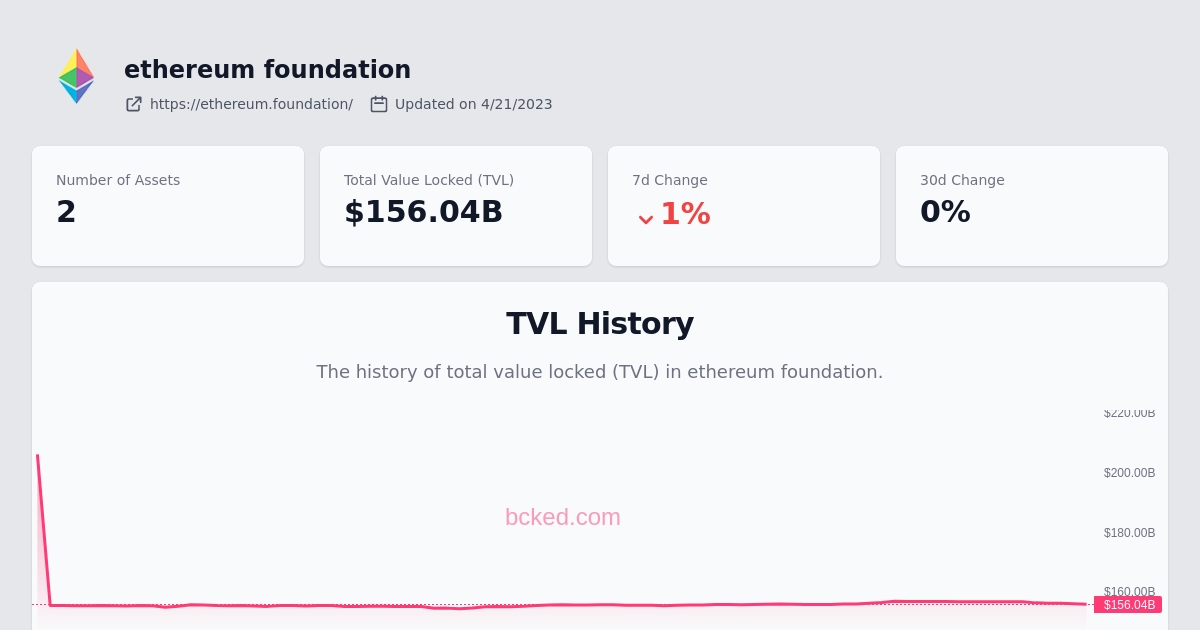 ethereum foundation
https://ethereum.foundation/ Updated on 4/21/2023
Number of Assets
2
Total Value Locked (TVL)
$156.04B
7d Change
1%
30d Change
0%
TVL History
The history of total value locked (TVL) in ethereum foundation.
$220.00B
$200.00B
bcked.com
$180.00B
$160.00B
$156.04B